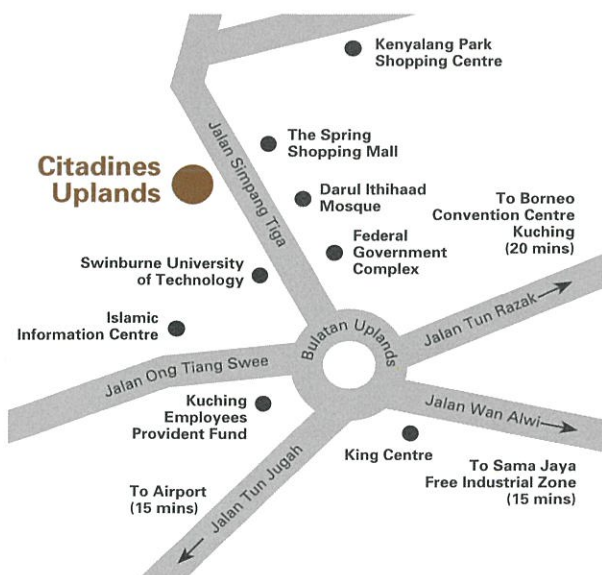 Kenyalang Park
Shopping Centre
Jalan Simpang Tiga
The Spring
Shopping Mall
Citadines
Uplands
Darul Ithihaad
Mosque
To Borneo
Convention Centre
Kuching
(20 mins)
Federal
Government
Complex
Swinburne University
of Technology
Islamic
Information Centre
Bulatan Uplands
Jalan Tun Razak
Jalan Ong Tiang Swee
Kuching
Employees
Provident Fund
Jalan Wan Alwi
King Centre
To Sama Jaya
Free Industrial Zone
(15 mins)
To Airport
(15 mins)
Jalan Tun Jugah